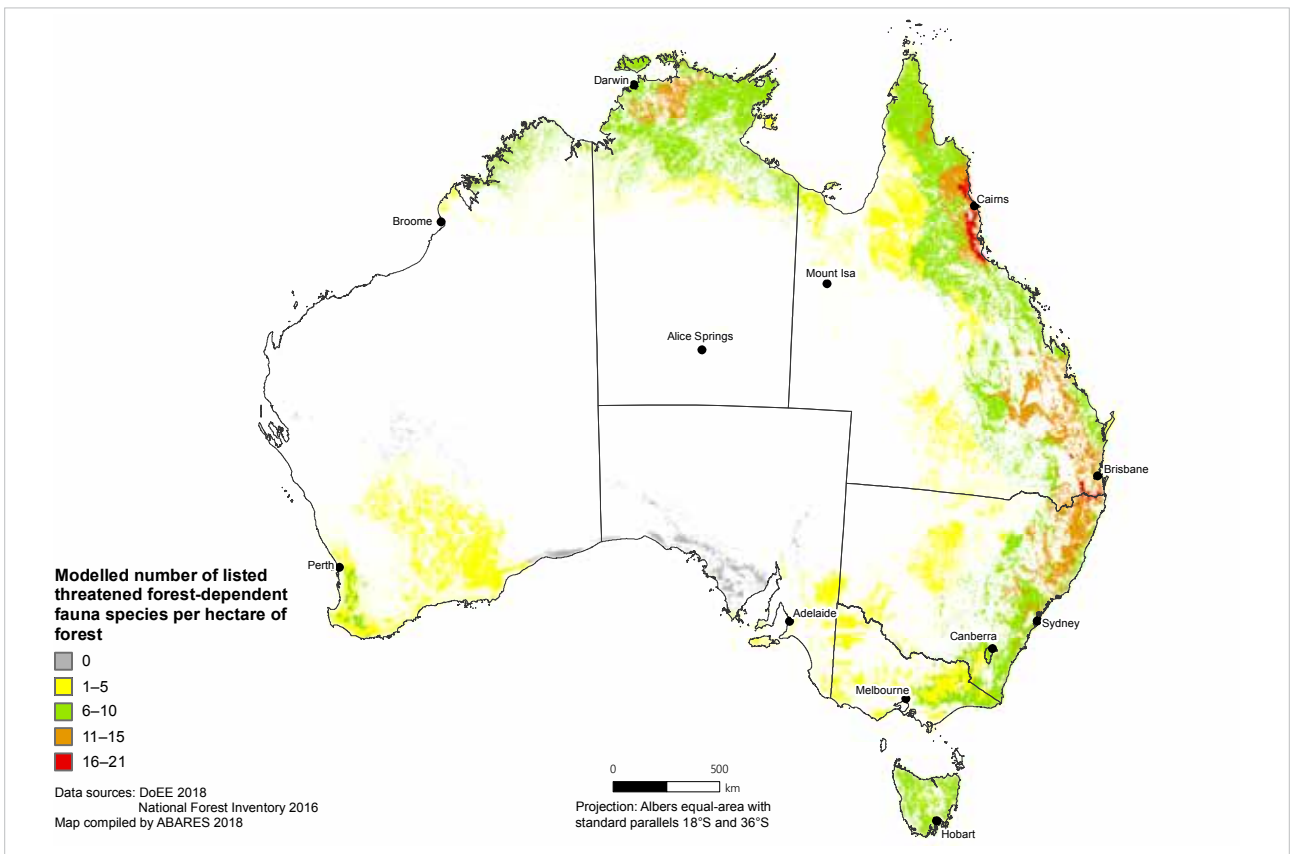 Darwin
Cairns
Broome
Mount Isa
Alice Springs
Brisbane
Perth
Adelaide
Sydney
Canberra
Melbourne
Hobart
Modelled number of listed
threatened forest-dependent
fauna species per hectare of
forest
0
1–5
6–10
11–15
16–21
Data sources: DoEE 2018
National Forest Inventory 2016
Map compiled by ABARES 2018
0 500
km
Projection: Albers equal-area with
standard parallels 18°S and 36°S